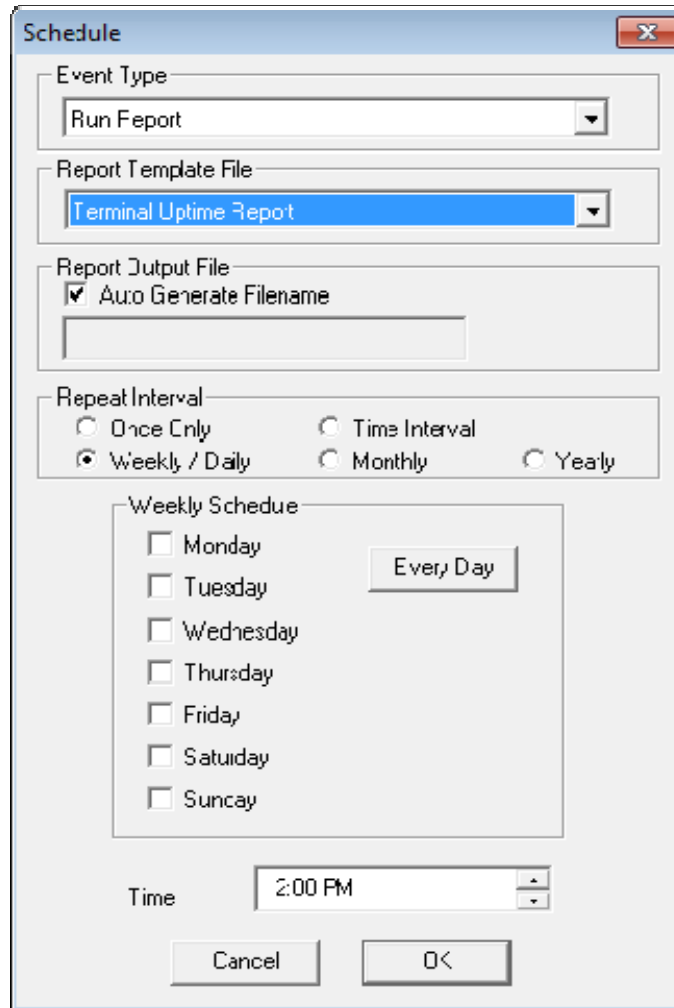 Schedule
Event Type
Run Report
Report Template File
Terminal Uptime Report
Report Output File
Auto Generate Filename
Repeat Interval
Once Only
Time Interval
Weekly / Daily
Monthly
Yearly
Weekly Schedule
Monday
Every Day
Tuesday
Wednesday
Thursday
Friday
Saturday
Sunday
Time
2:00 PM
Cancel
OK